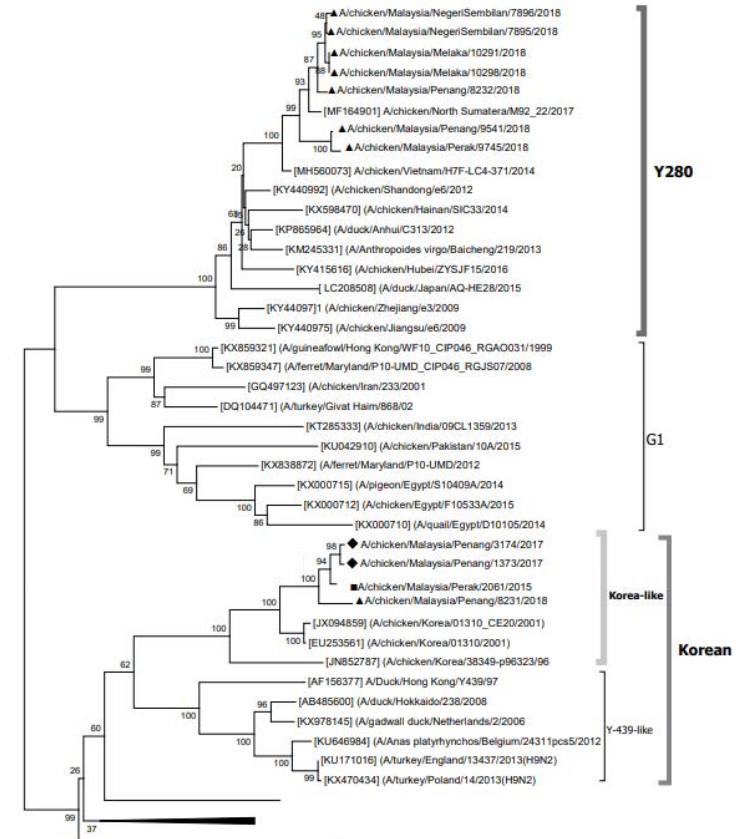 48 ▲A/chicken/Malaysia/NegeriSembilan/7896/2018
95 ▲A/chicken/Malaysia/NegeriSembilan/7895/2018
▲A/chicken/Malaysia/Melaka/10291/2018
87
88 ▲A/chicken/Malaysia/Melaka/10298/2018
93 ▲A/chicken/Malaysia/Penang/8232/2018
99 [MF164901] A/chicken/North Sumatera/M92_22/2017
▲A/chicken/Malaysia/Penang/9541/2018
100 100 ▲A/chicken/Malaysia/Perak/9745/2018
20 [MH560073] A/chicken/Vietnam/H7F-LC4-371/2014
Y280
[KY440992] (A/chicken/Shandong/e6/2012
[KX598470] (A/chicken/Hainan/SIC33/2014
26 [KP865964] (A/duck/Anhui/C313/2012
86 28 [KM245331] (A/Anthropoides virgo/Baicheng/219/2013
[KY415616] (A/chicken/Hubei/ZYSJF15/2016
100 [ LC208508] (A/duck/Japan/AQ-HE28/2015
[KY44097]1 (A/chicken/Zhejiang/e3/2009
99 [KY440975] (A/chicken/Jiangsu/e6/2009
100 [KX859321] (A/guineafowl/Hong Kong/WF10_CIP046_RGAO031/1999
99 [KX859347] (A/ferret/Maryland/P10-UMD_CIP046_RGJS07/2008
[GQ497123] (A/chicken/Iran/233/2001
87 [DQ104471] (A/turkey/Givat Haim/868/02
99
[KT285333] (A/chicken/India/09CL1359/2013
G1
99 [KU042910] (A/chicken/Pakistan/10A/2015
71 [KX838872] (A/ferret/Maryland/P10-UMD/2012
69 [KX000715] (A/pigeon/Egypt/S10409A/2014
100 [KX000712] (A/chicken/Egypt/F10533A/2015
86 [KX000710] (A/quail/Egypt/D10105/2014
98 ◆ A/chicken/Malaysia/Penang/3174/2017
94 ◆ A/chicken/Malaysia/Penang/1373/2017
100 ■A/chicken/Malaysia/Perak/2061/2015
Korea-like
100 ▲A/chicken/Malaysia/Penang/8231/2018
[JX094859] (A/chicken/Korea/01310_CE20/2001)
100 100 [EU253561] (A/chicken/Korea/01310/2001)
Korean
62 [JN852787] (A/chicken/Korea/38349-p96323/96
[AF156377] A/Duck/Hong Kong/Y439/97
96 [AB485600] (A/duck/Hokkaido/238/2008
100 [KX978145] (A/gadwall duck/Netherlands/2/2006
Y-439-like
60 100 100 [KU646984] (A/Anas platyrhynchos/Belgium/24311pcs5/2012
[KU171016] (A/turkey/England/13437/2013(H9N2)
26 99 [KX470434] (A/turkey/Poland/14/2013(H9N2)
99 37